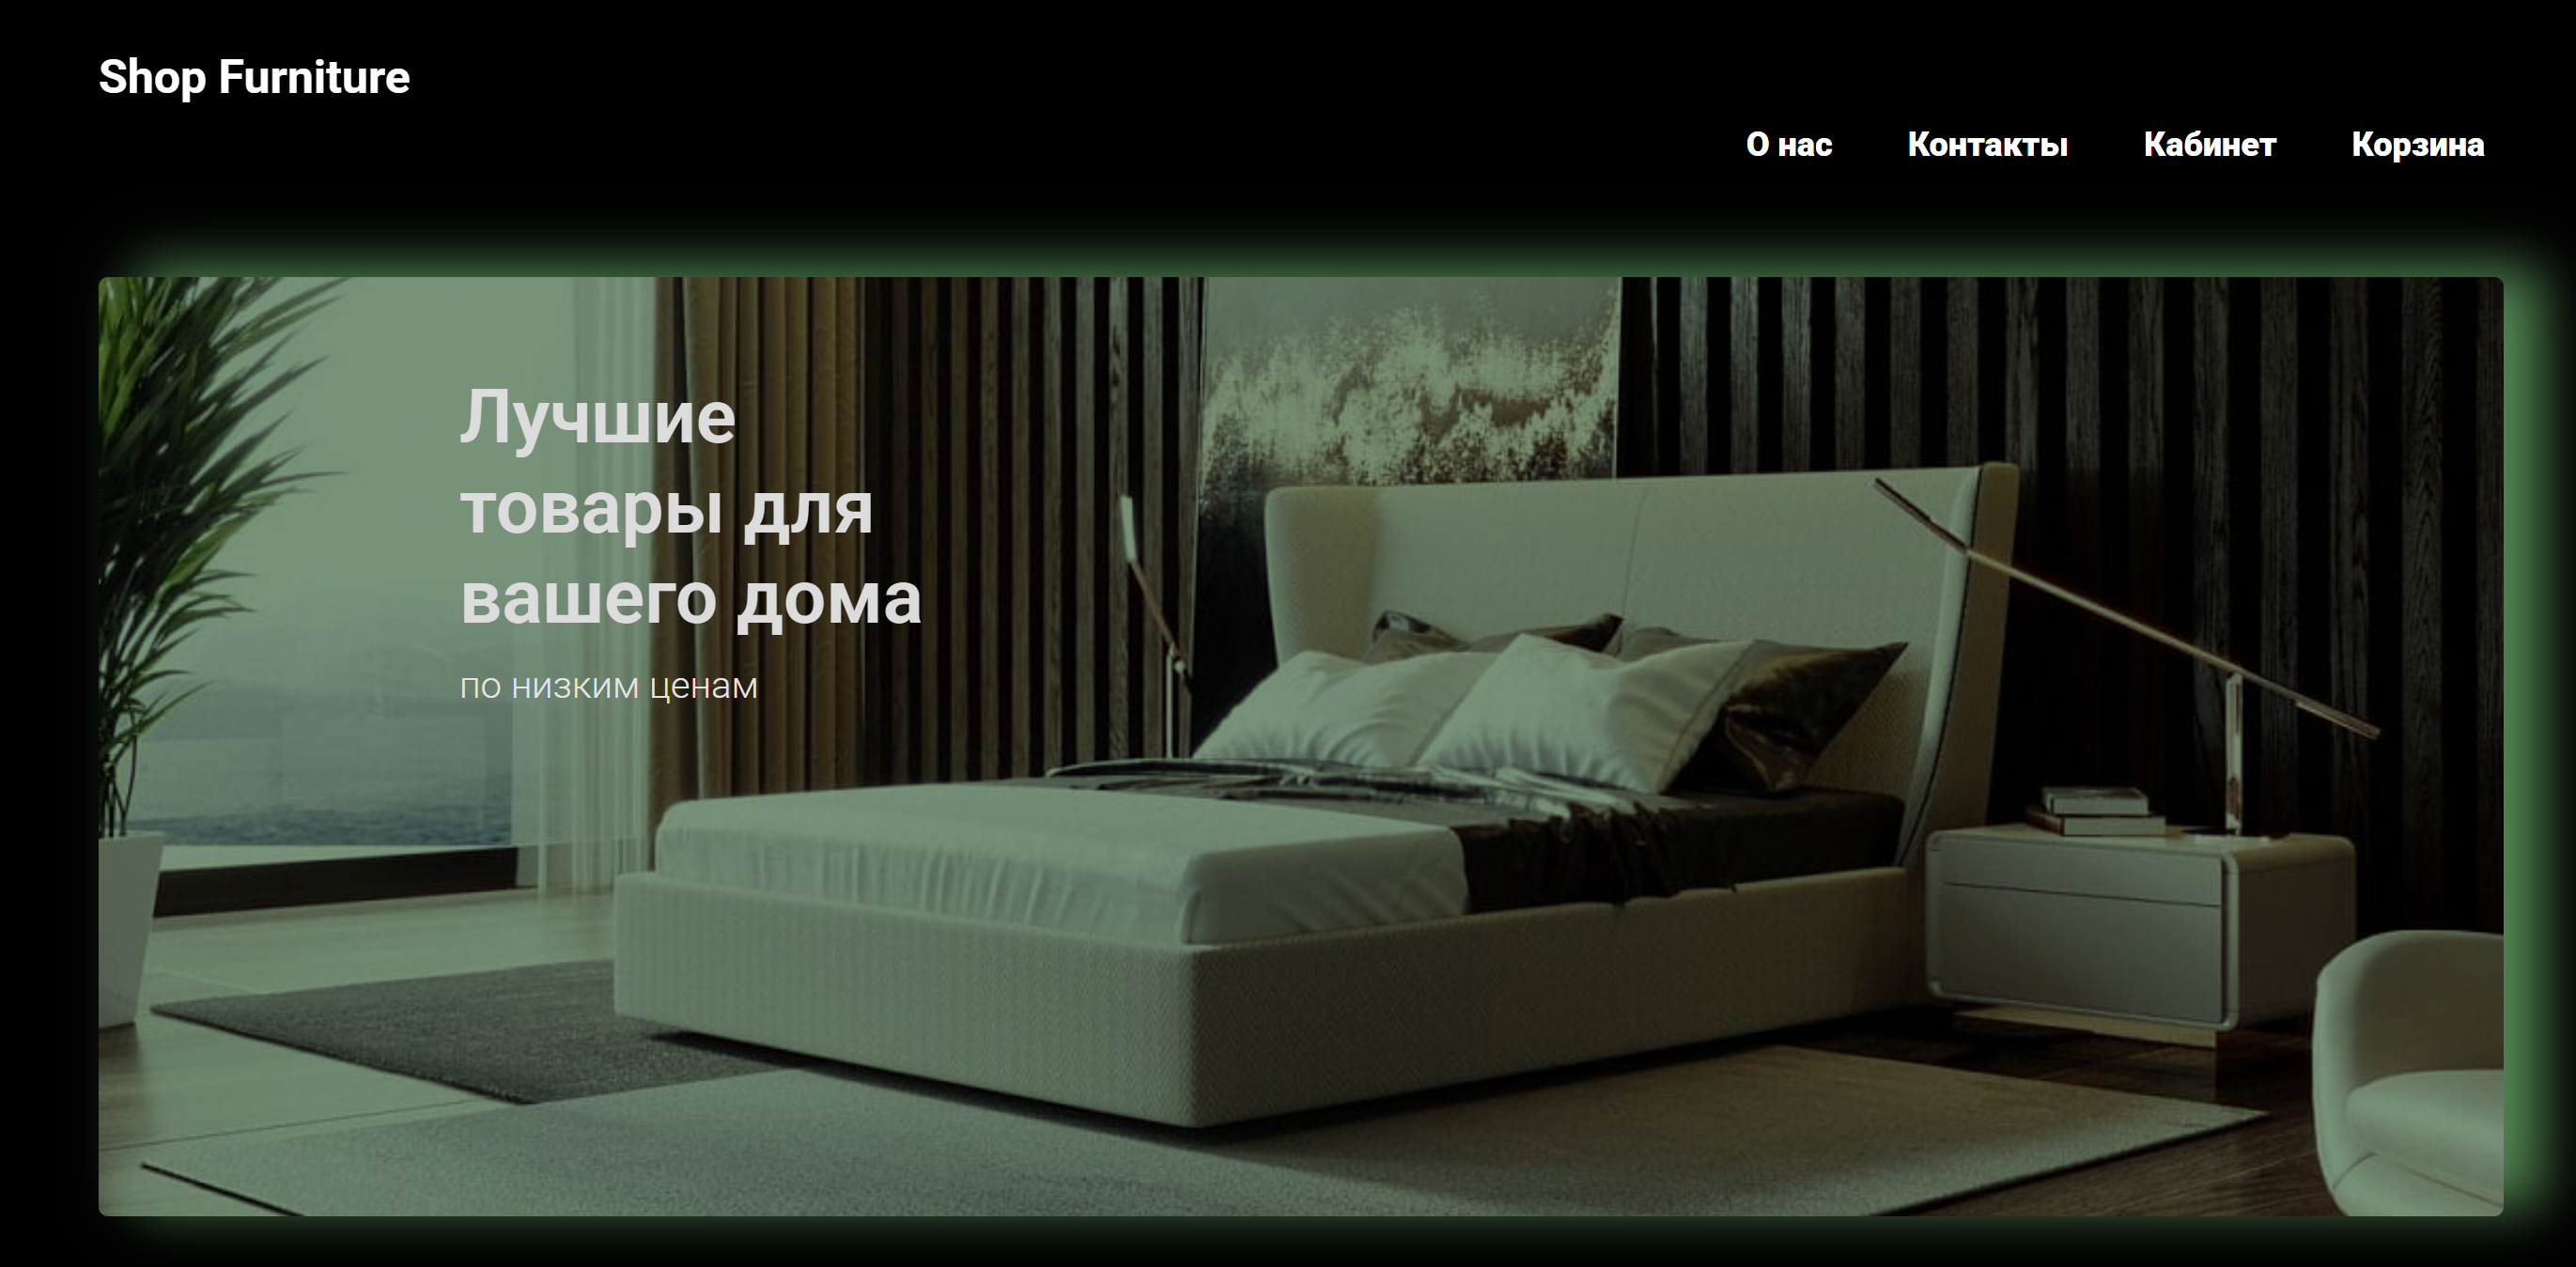 Shop Furniture
О нас Контакты Кабинет Корзина
Лучшие
товары для
вашего дома
по низким ценам